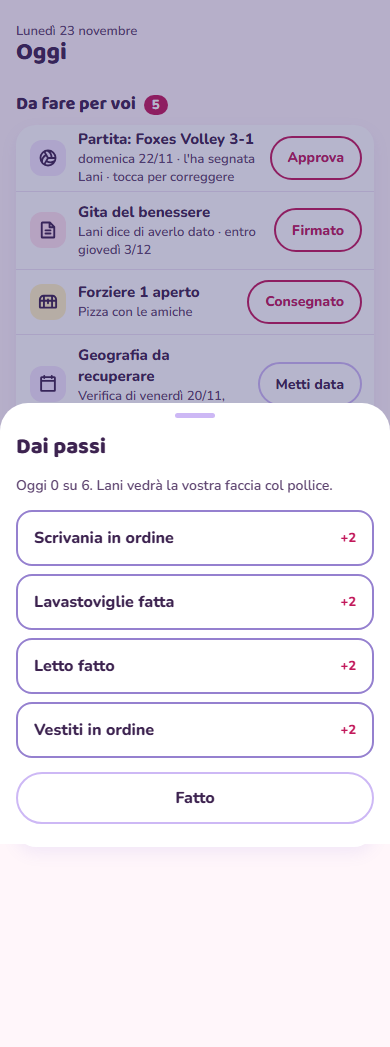 Lunedì 23 novembre
Oggi
Da fare per voi 5
Partita: Foxes Volley 3-1
domenica 22/11 · l'ha segnata
Lani · tocca per correggere
Approva
Gita del benessere
Lani dice di averlo dato · entro
giovedì 3/12
Firmato
Forziere 1 aperto
Pizza con le amiche
Consegnato
Geografia da
recuperare
Verifica di venerdì 20/11,
Metti data
Dai passi
Oggi 0 su 6. Lani vedrà la vostra faccia col pollice.
Scrivania in ordine +2
Lavastoviglie fatta +2
Letto fatto +2
Vestiti in ordine +2
Fatto